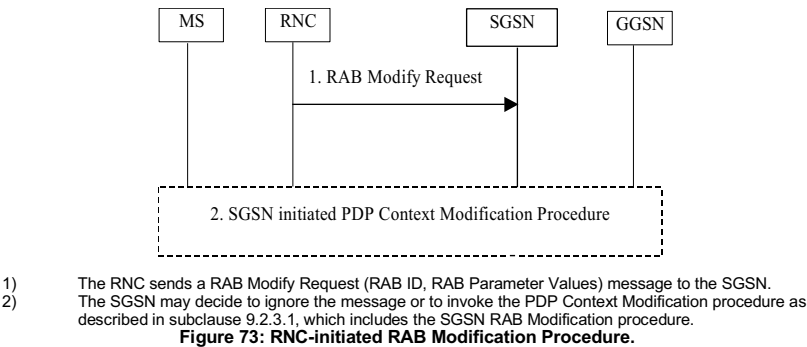 MS RNC SGSN GGSN
1. RAB Modify Request
2. SGSN initiated PDP Context Modification Procedure
1) The RNC sends a RAB Modify Request (RAB ID, RAB Parameter Values) message to the SGSN.
2) The SGSN may decide to ignore the message or to invoke the PDP Context Modification procedure as
described in subclause 9.2.3.1, which includes the SGSN RAB Modification procedure.
Figure 73: RNC-initiated RAB Modification Procedure.